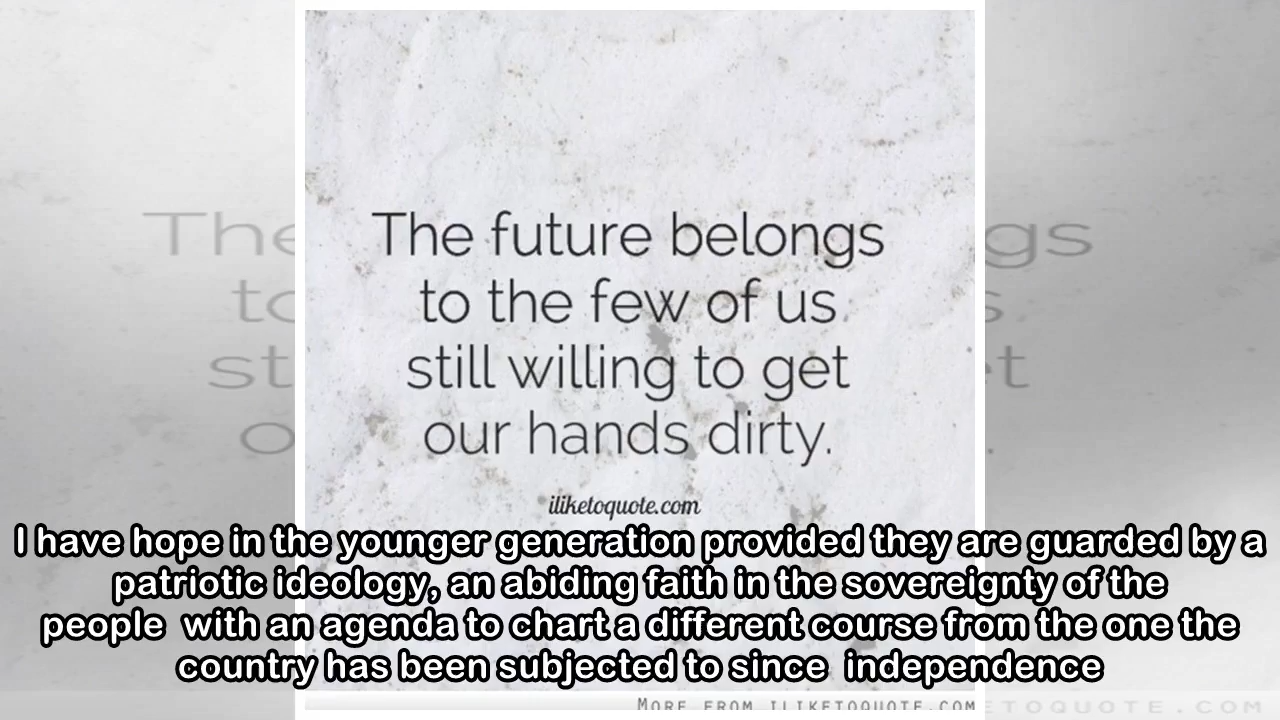 The future belongs
to the few of us
still willing to get
our hands dirty.
iliketoquote.com
I have hope in the younger generation provided they are guarded by a
patriotic ideology, an abiding faith in the sovereignty of the
people  with an agenda to chart a different course from the one the
country has been subjected to since  independence
More from iliketoquote.com